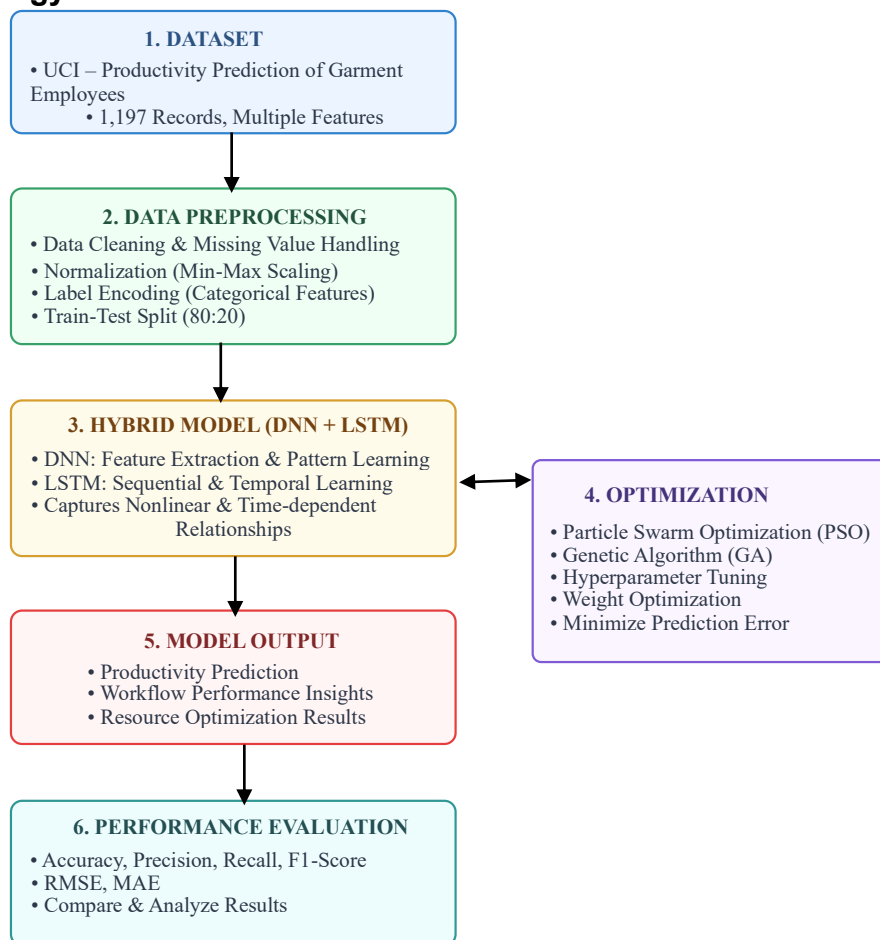 1. DATASET
• UCI – Productivity Prediction of Garment
Employees
• 1,197 Records, Multiple Features
2. DATA PREPROCESSING
• Data Cleaning & Missing Value Handling
• Normalization (Min-Max Scaling)
• Label Encoding (Categorical Features)
• Train-Test Split (80:20)
3. HYBRID MODEL (DNN + LSTM)
• DNN: Feature Extraction & Pattern Learning
• LSTM: Sequential & Temporal Learning
• Captures Nonlinear & Time-dependent
Relationships
4. OPTIMIZATION
• Particle Swarm Optimization (PSO)
• Genetic Algorithm (GA)
• Hyperparameter Tuning
• Weight Optimization
• Minimize Prediction Error
5. MODEL OUTPUT
• Productivity Prediction
• Workflow Performance Insights
• Resource Optimization Results
6. PERFORMANCE EVALUATION
• Accuracy, Precision, Recall, F1-Score
• RMSE, MAE
• Compare & Analyze Results